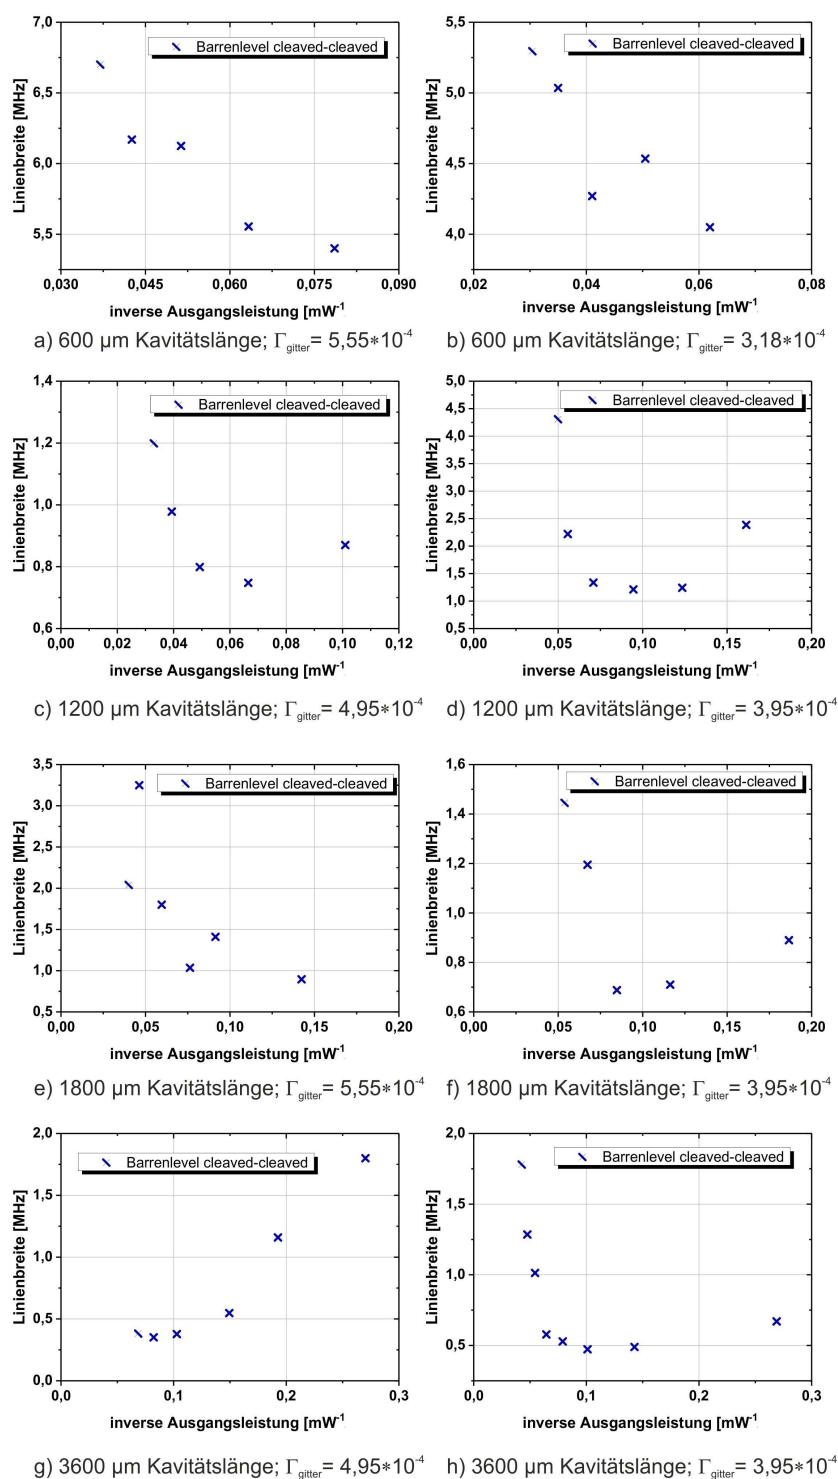 7,0
6,5
6,0
5,5
Linienbreite [MHz]
Barrenlevel cleaved-cleaved
0,030 0,045 0,060 0,075 0,090
inverse Ausgangsleistung [mW-1]
a) 600 µm Kavitätslänge; Γgitter= 5,55*10-4
5,5
5,0
4,5
4,0
Linienbreite [MHz]
Barrenlevel cleaved-cleaved
0,02 0,04 0,06 0,08
inverse Ausgangsleistung [mW-1]
b) 600 µm Kavitätslänge; Γgitter= 3,18*10-4
1,4
1,2
1,0
0,8
0,6
Linienbreite [MHz]
Barrenlevel cleaved-cleaved
0,00 0,02 0,04 0,06 0,08 0,10 0,12
inverse Ausgangsleistung [mW-1]
c) 1200 µm Kavitätslänge; Γgitter= 4,95*10-4
5,0
4,5
4,0
3,5
3,0
2,5
2,0
1,5
1,0
0,5
Linienbreite [MHz]
Barrenlevel cleaved-cleaved
0,00 0,05 0,10 0,15 0,20
inverse Ausgangsleistung [mW-1]
d) 1200 µm Kavitätslänge; Γgitter= 3,95*10-4
3,5
3,0
2,5
2,0
1,5
1,0
0,5
Linienbreite [MHz]
Barrenlevel cleaved-cleaved
0,00 0,05 0,10 0,15 0,20
inverse Ausgangsleistung [mW-1]
e) 1800 µm Kavitätslänge; Γgitter= 5,55*10-4
1,6
1,4
1,2
1,0
0,8
0,6
Linienbreite [MHz]
Barrenlevel cleaved-cleaved
0,00 0,05 0,10 0,15 0,20
inverse Ausgangsleistung [mW-1]
f) 1800 µm Kavitätslänge; Γgitter= 3,95*10-4
2,0
1,5
1,0
0,5
0,0
Linienbreite [MHz]
Barrenlevel cleaved-cleaved
0,0 0,1 0,2 0,3
inverse Ausgangsleistung [mW-1]
g) 3600 µm Kavitätslänge; Γgitter= 4,95*10-4
2,0
1,5
1,0
0,5
Linienbreite [MHz]
Barrenlevel cleaved-cleaved
0,0 0,1 0,2 0,3
inverse Ausgangsleistung [mW-1]
h) 3600 µm Kavitätslänge; Γgitter= 3,95*10-4